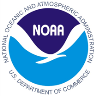 NATIONAL OCEANIC AND ATMOSPHERIC ADMINISTRATION
NOAA
U.S. DEPARTMENT OF COMMERCE